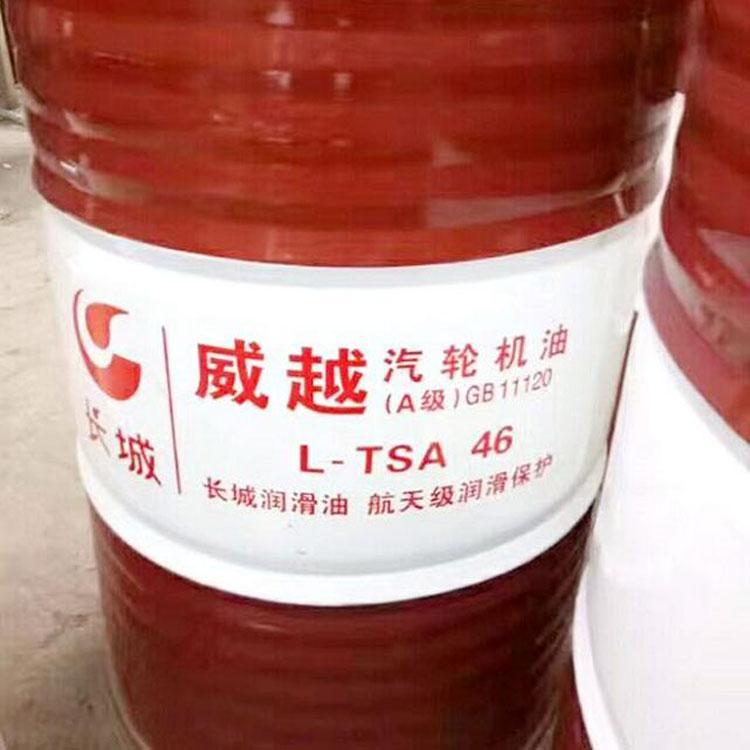 长城
威越 汽轮机油
(A级)GB11120
L-TSA 46
长城润滑油 航天级润滑保护